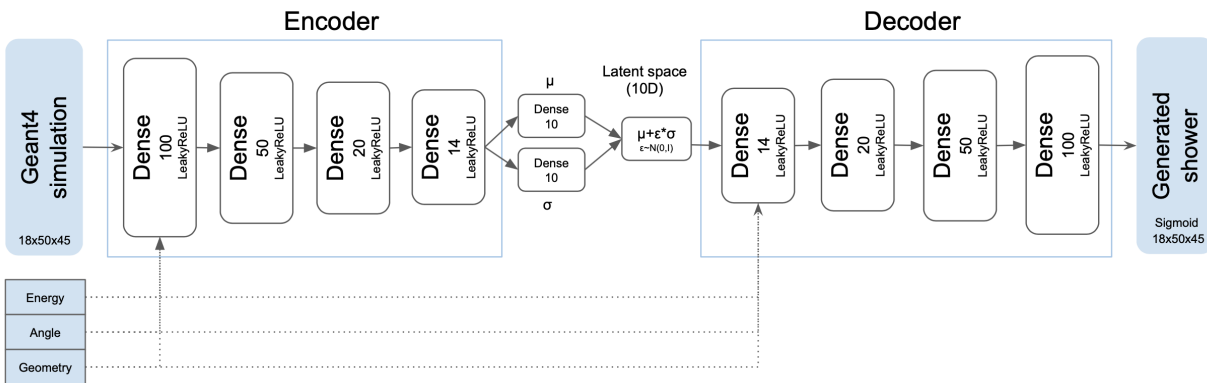 Encoder
Decoder
Geant4
simulation
18x50x45
Dense
100
LeakyReLU
Dense
50
LeakyReLU
Dense
20
LeakyReLU
Dense
14
LeakyReLU
μ
Dense
10
Dense
10
σ
Latent space
(10D)
μ+ε*σ
ε~N(0,I)
Dense
14
LeakyReLU
Dense
20
LeakyReLU
Dense
50
LeakyReLU
Dense
100
LeakyReLU
Generated
shower
Sigmoid
18x50x45
Energy
Angle
Geometry